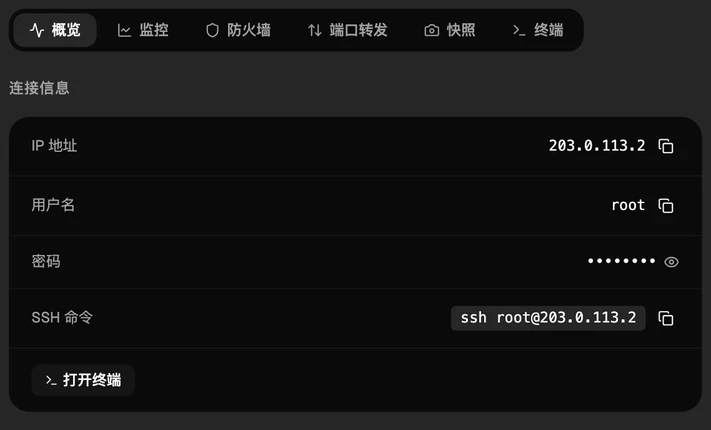 概览 监控 防火墙 端口转发 快照 终端
连接信息
IP 地址 203.0.113.2
用户名 root
密码 ••••••••
SSH 命令 ssh root@203.0.113.2
打开终端